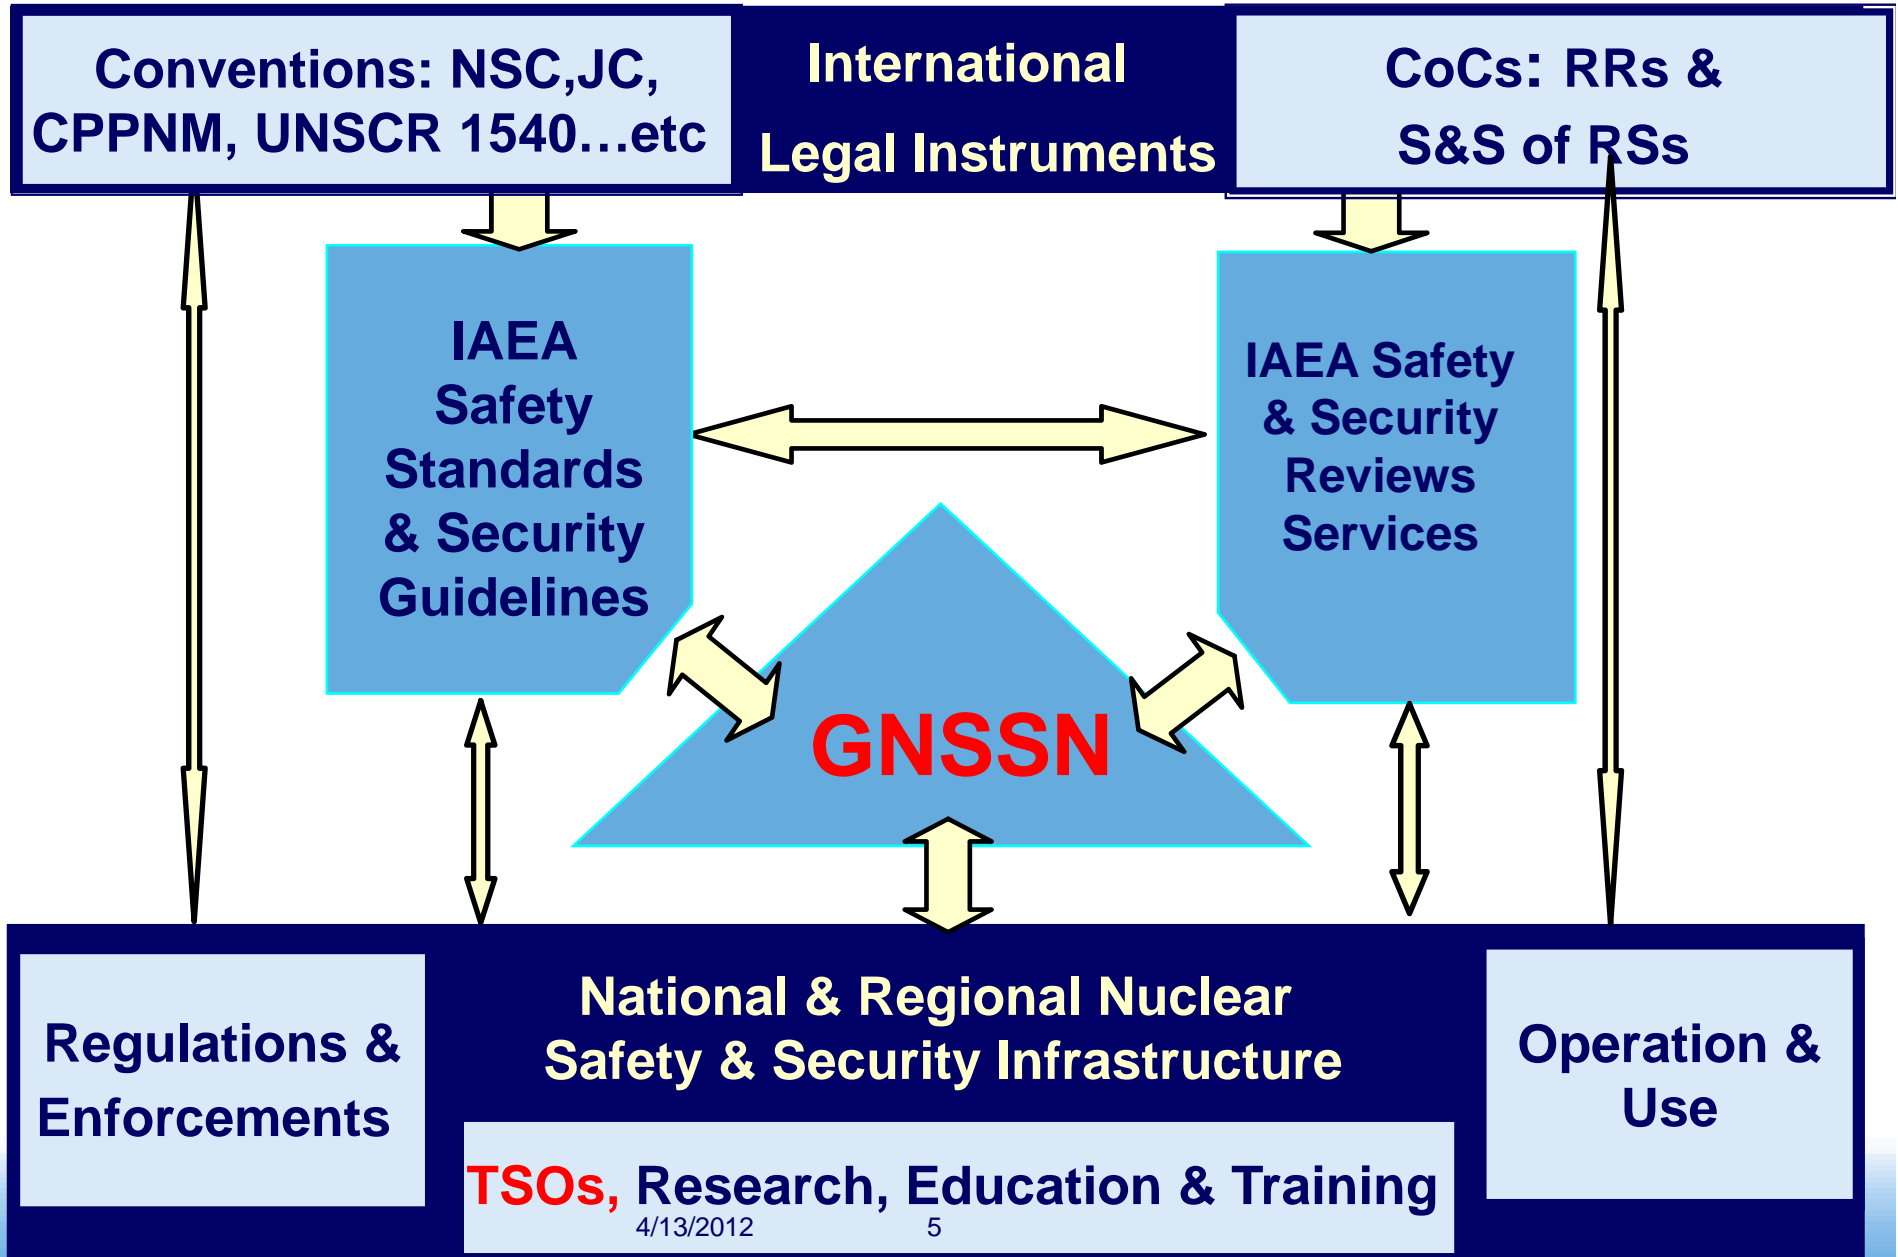 Conventions: NSC,JC,
CPPNM, UNSCR 1540…etc
International
Legal Instruments
CoCs: RRs &
S&S of RSs
IAEA
Safety
Standards
& Security
Guidelines
IAEA Safety
& Security
Reviews
Services
GNSSN
Regulations &
Enforcements
National & Regional Nuclear
Safety & Security Infrastructure
Operation &
Use
TSOs, Research, Education & Training
4/13/2012 5